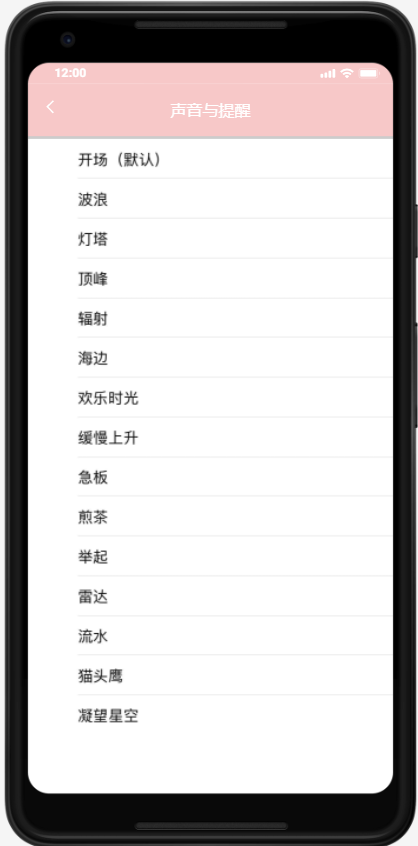 12:00
声音与提醒
开场（默认）
波浪
灯塔
顶峰
辐射
海边
欢乐时光
缓慢上升
急板
煎茶
举起
雷达
流水
猫头鹰
凝望星空